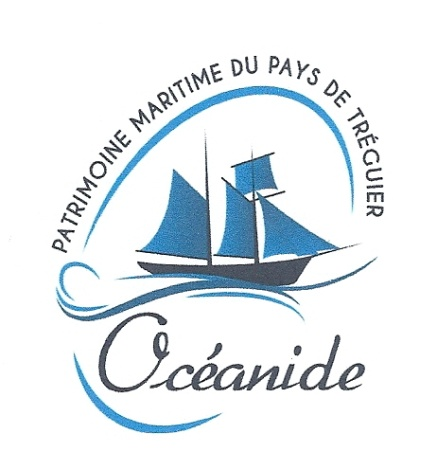 PATRIMOINE MARITIME DU PAYS DE TRÉGUIER
Océanide